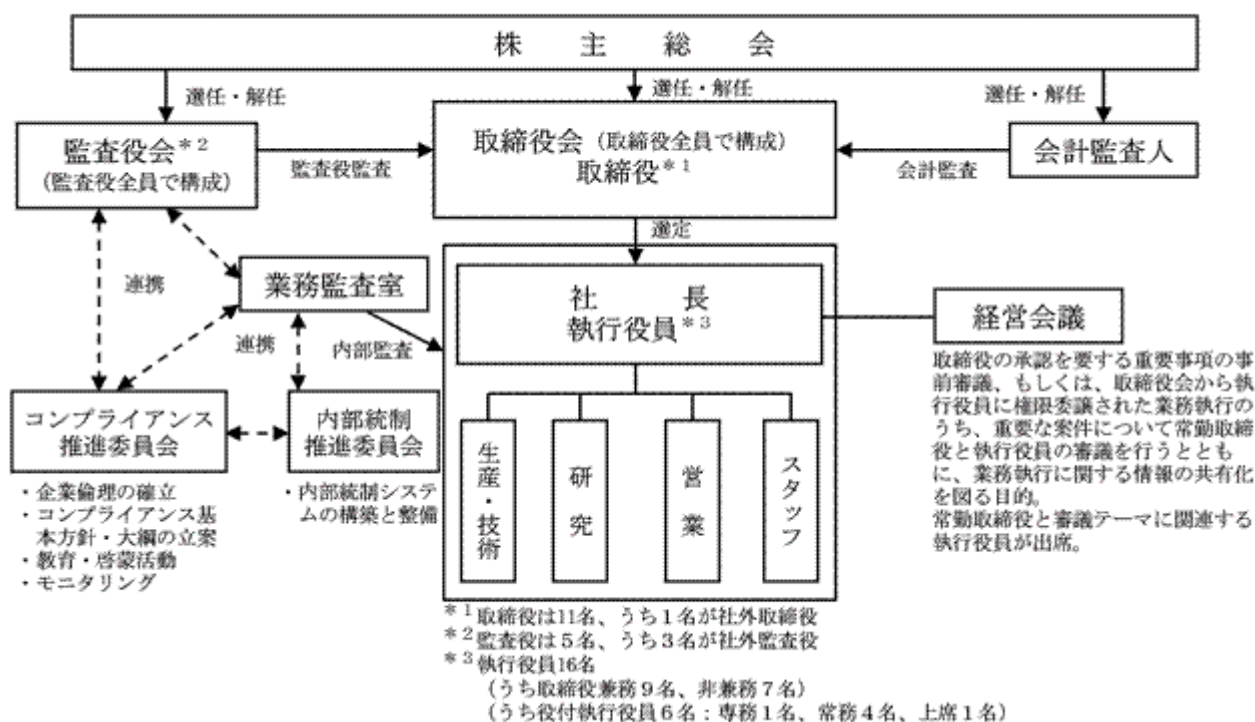 株主総会
選任・解任
選任・解任
選任・解任
監査役会*2
(監査役全員で構成)
監査役監査
取締役会(取締役全員で構成)
取締役*1
会計監査
会計監査人
選定
連携
業務監査室
連携
内部監査
社長
執行役員*3
経営会議
取締役の承認を要する重要事項の事
前審議、もしくは、取締役会から執
行役員に権限委譲された業務執行の
うち、重要な案件について常勤取締
役と執行役員の審議を行うととも
に、業務執行に関する情報の共有化
を図る目的。
常勤取締役と審議テーマに関連する
執行役員が出席。
コンプライアンス
推進委員会
・企業倫理の確立
・コンプライアンス基
本方針・大綱の立案
・教育・啓蒙活動
・モニタリング
内部統制
推進委員会
・内部統制システ
ムの構築と整備
生産・技術
研究
営業
スタッフ
*1取締役は11名、うち1名が社外取締役
*2監査役は5名、うち3名が社外監査役
*3執行役員16名
(うち取締役兼務9名、非兼務7名)
(うち役付執行役員6名:専務1名、常務4名、上席1名)